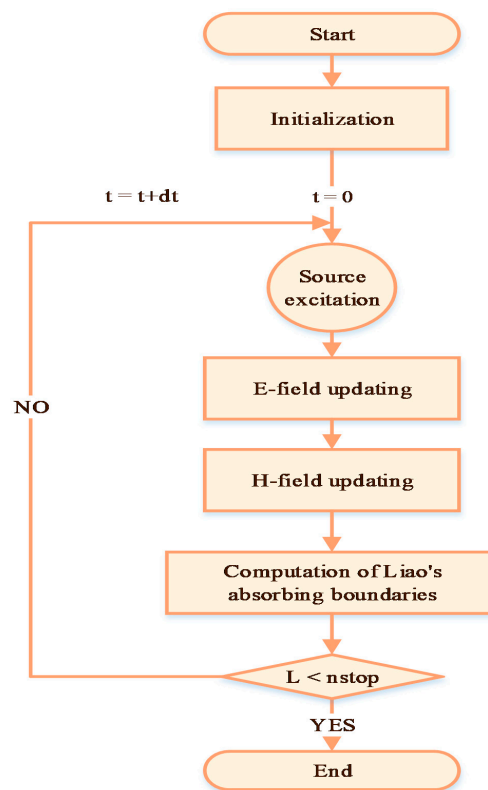 Start
Initialization
t = t+dt
t = 0
Source
excitation
E-field updating
NO
H-field updating
Computation of Liao's
absorbing boundaries
L < nstop
YES
End